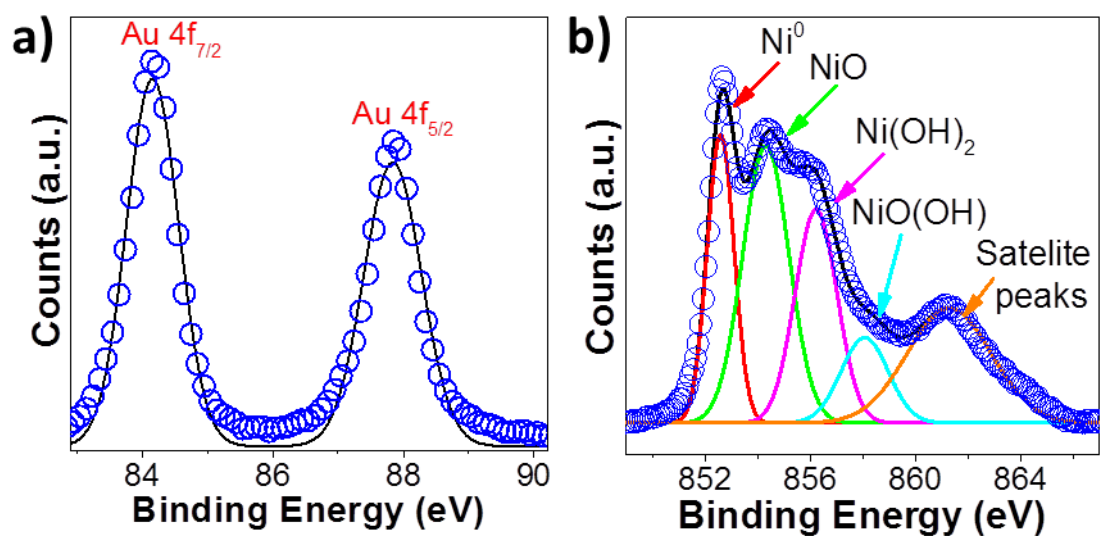 a)
Au 4f7/2
Au 4f5/2
Counts (a.u.)
84 86 88 90
Binding Energy (eV)
b)
Ni0
NiO
Ni(OH)2
NiO(OH)
Satelite
peaks
Counts (a.u.)
852 856 860 864
Binding Energy (eV)